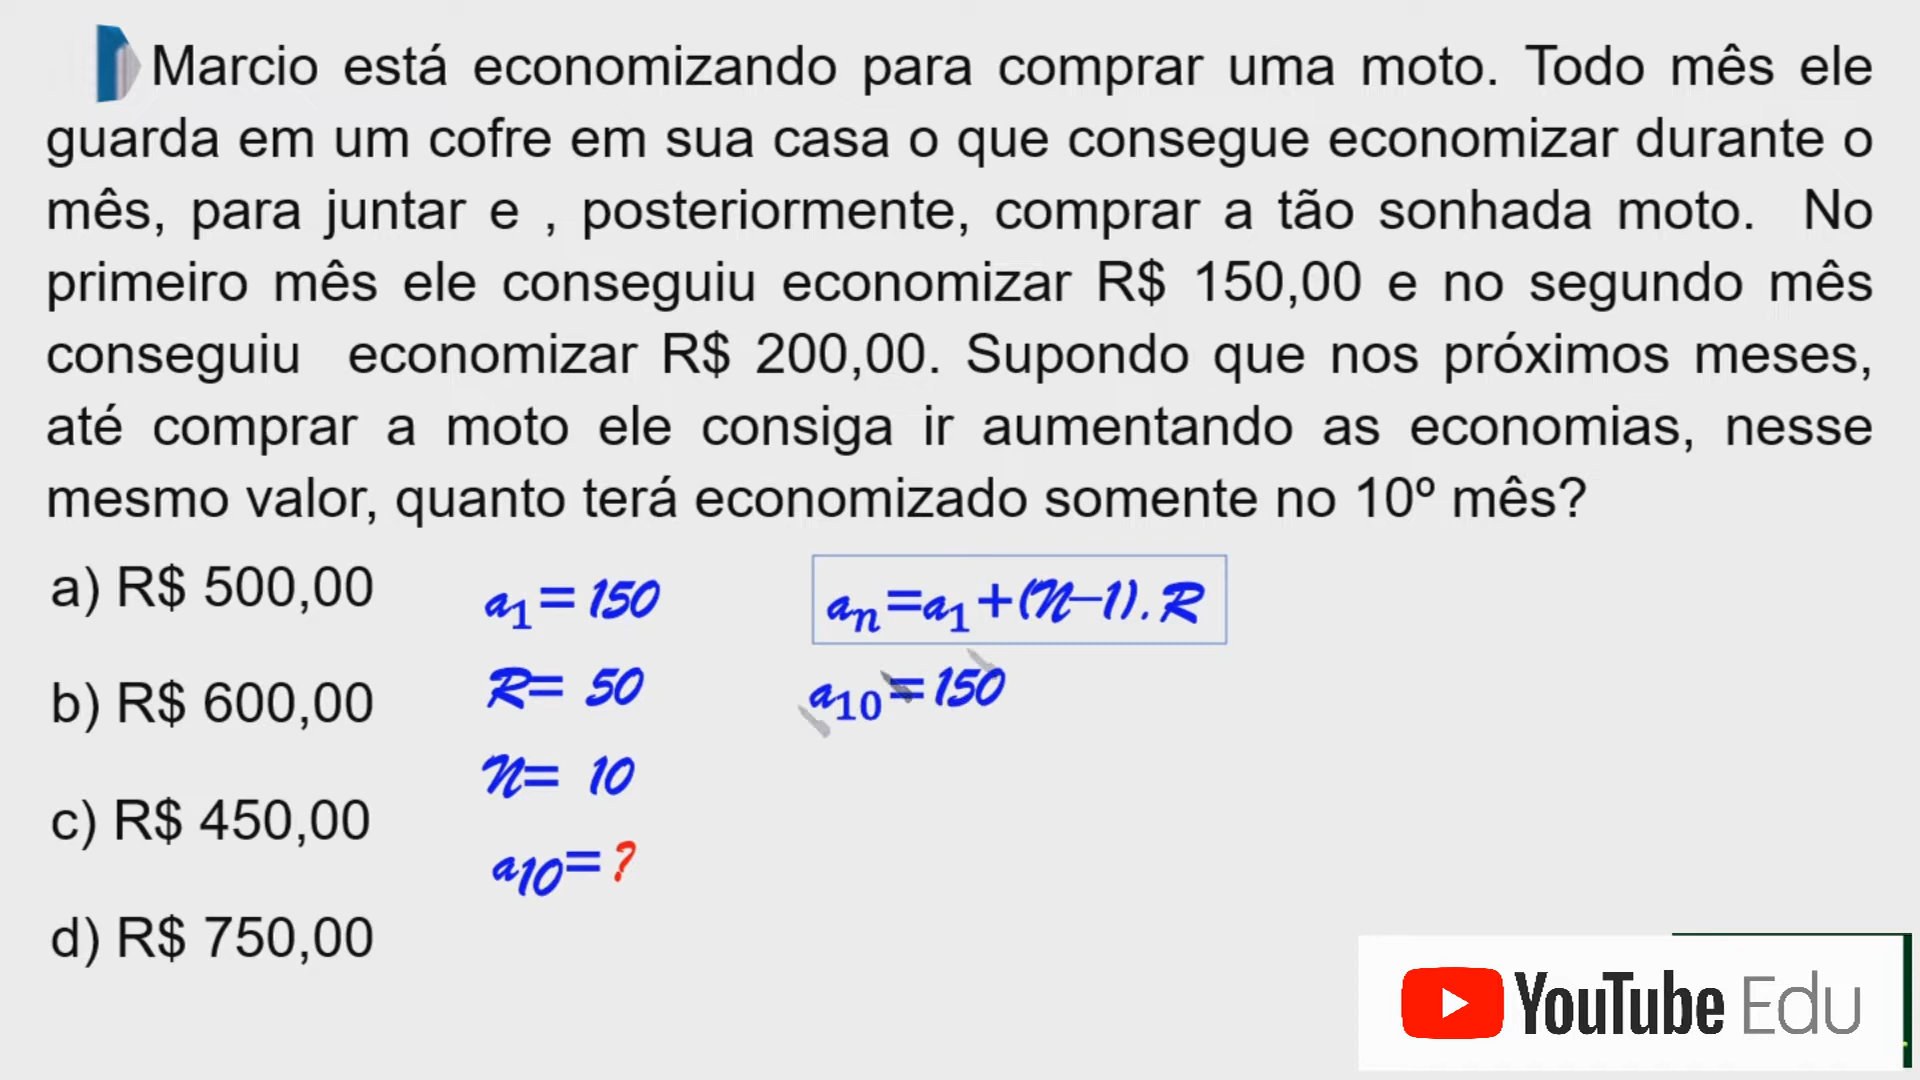 Marcio está economizando para comprar uma moto. Todo mês ele
guarda em um cofre em sua casa o que consegue economizar durante o
mês, para juntar e , posteriormente, comprar a tão sonhada moto. No
primeiro mês ele conseguiu economizar R$ 150,00 e no segundo mês
conseguiu economizar R$ 200,00. Supondo que nos próximos meses,
até comprar a moto ele consiga ir aumentando as economias, nesse
mesmo valor, quanto terá economizado somente no 10º mês?
a) R$ 500,00
b) R$ 600,00
c) R$ 450,00
d) R$ 750,00
a₁ = 150
R= 50
N= 10
a₁₀=?
aₙ=a₁+(N−1).R
a₁₀=150
YouTube Edu